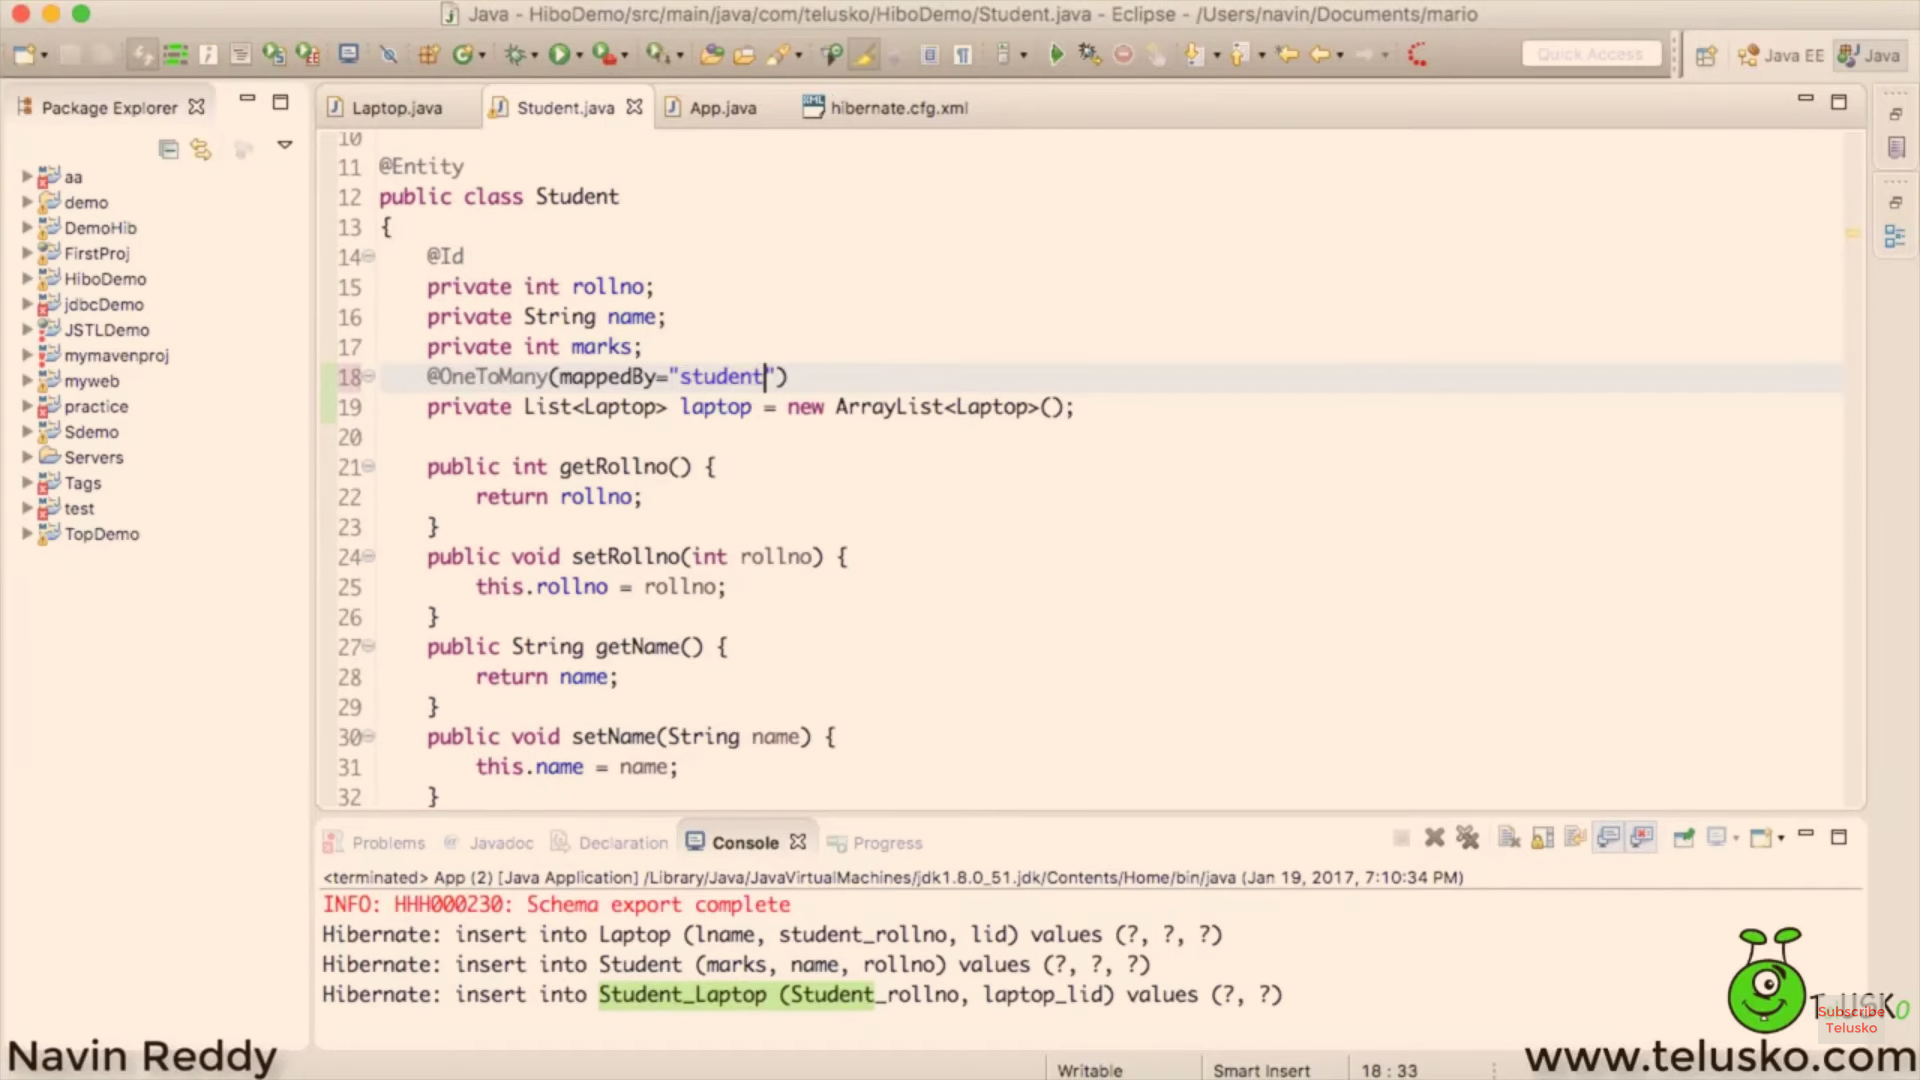 Java - HiboDemo/src/main/java/com/telusko/HiboDemo/Student.java - Eclipse - /Users/navin/Documents/mario
Quick Access
Java EE
Java
Package Explorer
Laptop.java
Student.java
App.java
hibernate.cfg.xml
aa
demo
DemoHib
FirstProj
HiboDemo
jdbcDemo
JSTLDemo
mymavenproj
myweb
practice
Sdemo
Servers
Tags
test
TopDemo
10
11 @Entity
12 public class Student
13 {
14 @Id
15 private int rollno;
16 private String name;
17 private int marks;
18 @OneToMany(mappedBy="student")
19 private List<Laptop> laptop = new ArrayList<Laptop>();
20
21 public int getRollno() {
22 return rollno;
23 }
24 public void setRollno(int rollno) {
25 this.rollno = rollno;
26 }
27 public String getName() {
28 return name;
29 }
30 public void setName(String name) {
31 this.name = name;
32 }
Problems
@ Javadoc
Declaration
Console
Progress
<terminated> App (2) [Java Application] /Library/Java/JavaVirtualMachines/jdk1.8.0_51.jdk/Contents/Home/bin/java (Jan 19, 2017, 7:10:34 PM)
INFO: HHH000230: Schema export complete
Hibernate: insert into Laptop (lname, student_rollno, lid) values (?, ?, ?)
Hibernate: insert into Student (marks, name, rollno) values (?, ?, ?)
Hibernate: insert into Student_Laptop (Student_rollno, laptop_lid) values (?, ?)
Subscribe
Telusko
Navin Reddy
www.telusko.com
Writable
Smart Insert
18 : 33